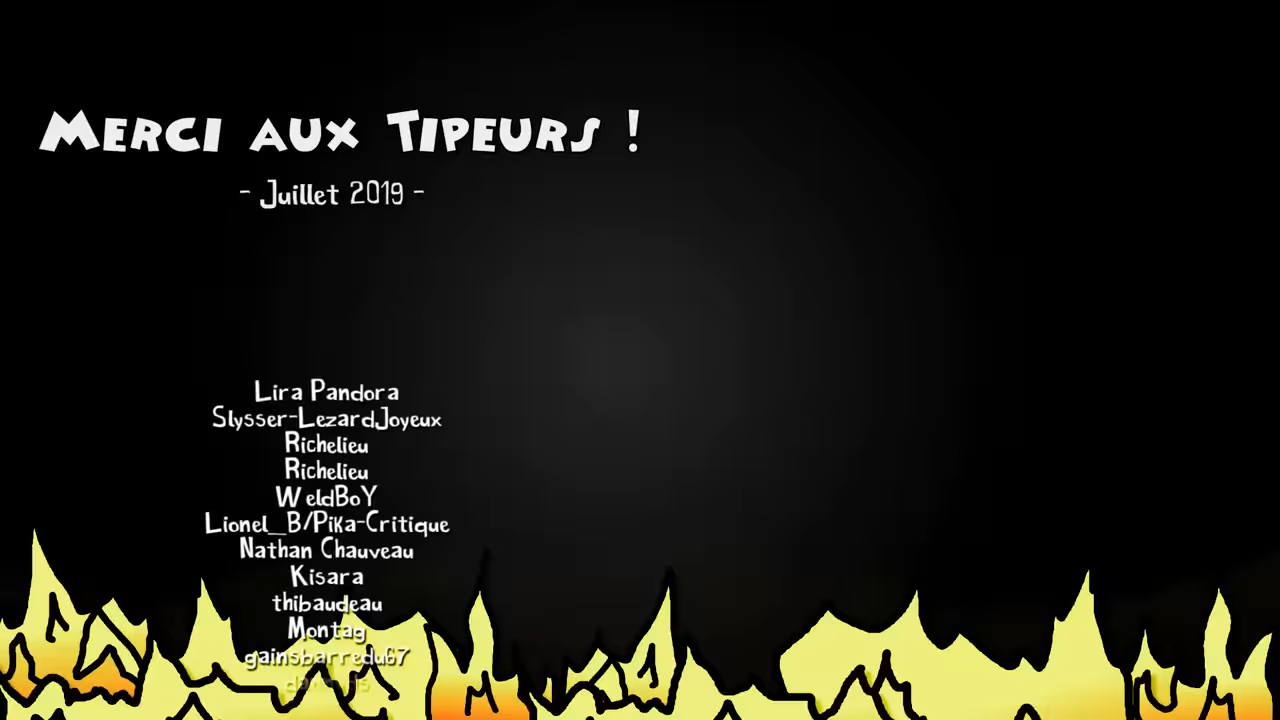 Merci aux Tipeurs !
- Juillet 2019 -
Lira Pandora
Slysser-LezardJoyeux
Richelieu
Richelieu
WeldBoY
Lionel_B/Pika-Critique
Nathan Chauveau
Kisara
thibaudeau
Montag
gainsbarredu67